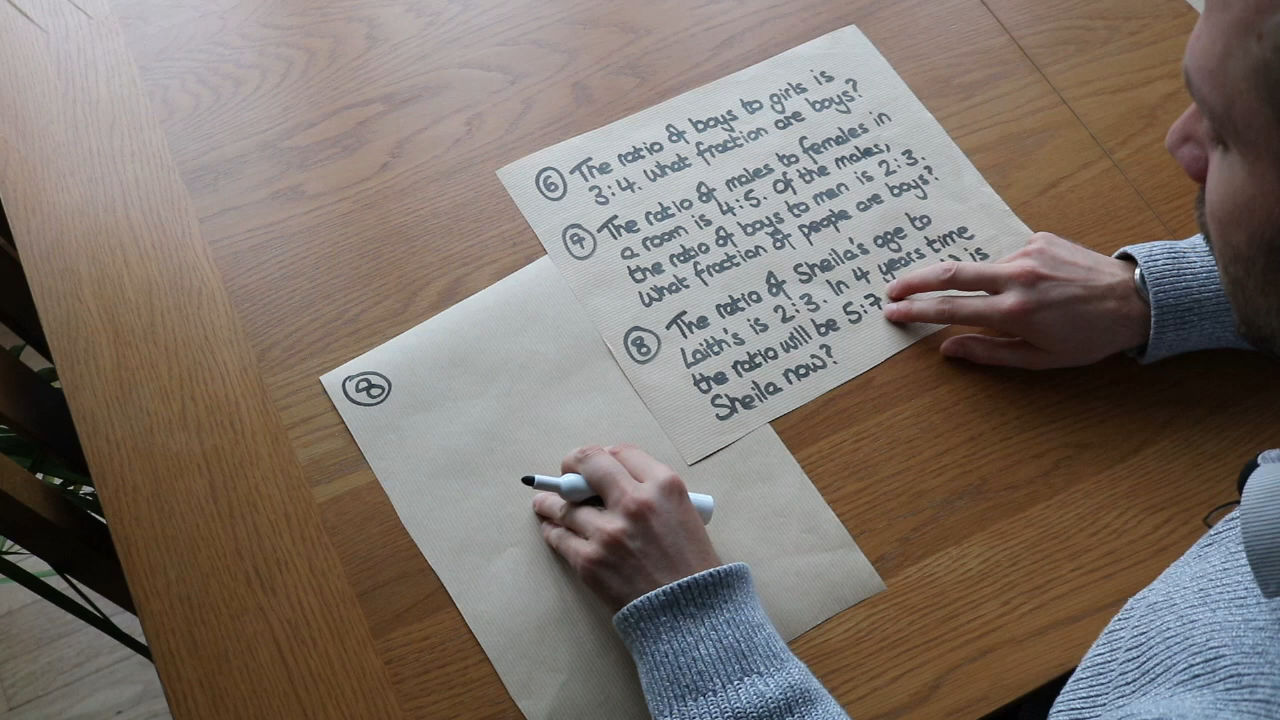 ⑥ The ratio of boys to girls is
3:4. What fraction are boys?
⑦ The ratio of males to females in
a room is 4:5. Of the males,
the ratio of boys to men is 2:3.
What fraction of people are boys?
⑧ The ratio of Sheila's age to
Laith's is 2:3. In 4 years time
the ratio will be 5:7. is
Sheila now?
⑧